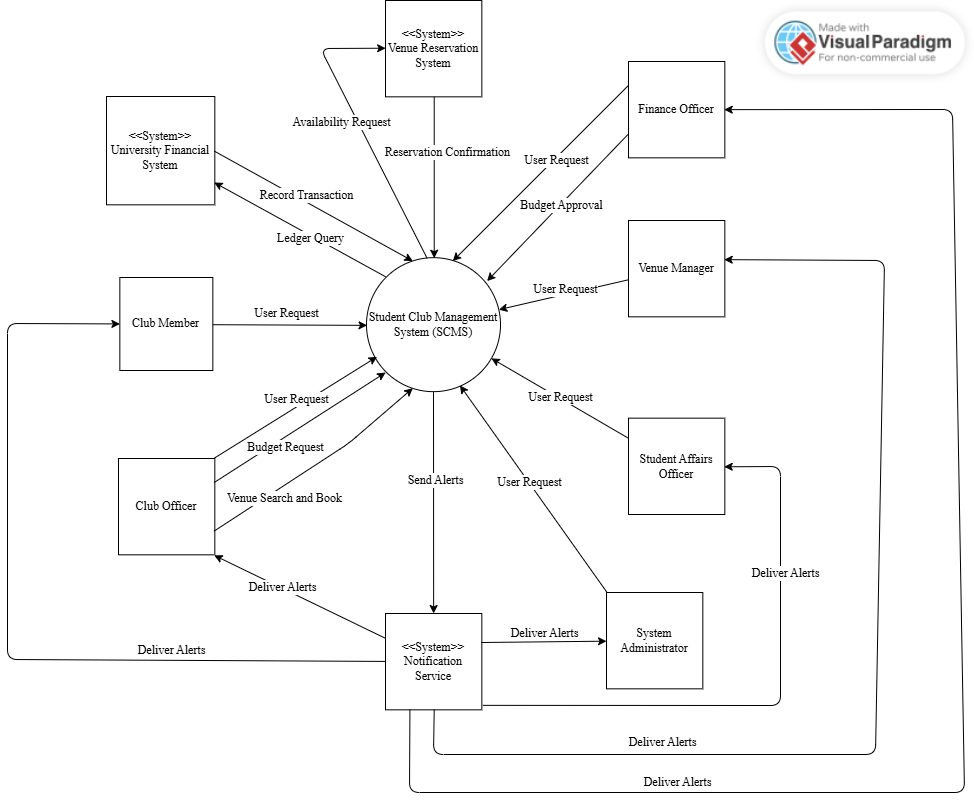 <<System>>
Venue Reservation
System
Made with
Visual Paradigm
For non-commercial use
Finance Officer
<<System>>
University Financial
System
Availability Request
Reservation Confirmation
User Request
Record Transaction
Budget Approval
Ledger Query
Venue Manager
User Request
Club Member
User Request
Student Club Management
System (SCMS)
User Request
User Request
Budget Request
Student Affairs
Officer
Send Alerts
User Request
Venue Search and Book
Club Officer
Deliver Alerts
Deliver Alerts
Deliver Alerts
System
Administrator
<<System>>
Notification
Service
Deliver Alerts
Deliver Alerts
Deliver Alerts